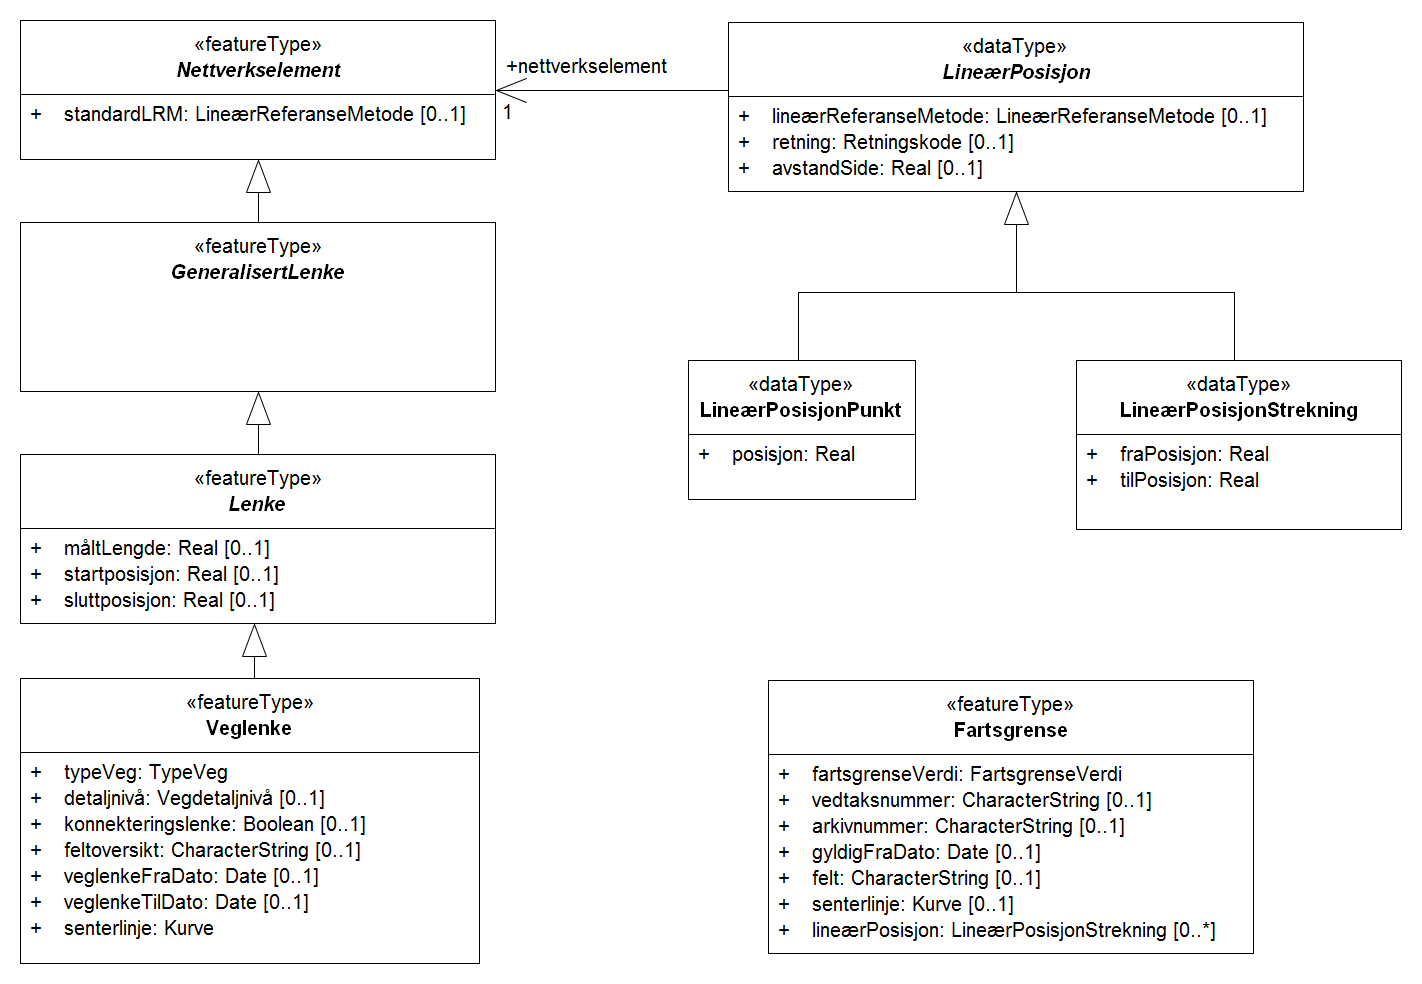 «featureType»
Nettverkselement
+ standardLRM: LineærReferanseMetode [0..1]
+nettverkselement
1
«dataType»
LineærPosisjon
+ lineærReferanseMetode: LineærReferanseMetode [0..1]
+ retning: Retningskode [0..1]
+ avstandSide: Real [0..1]
«featureType»
GeneralisertLenke
«dataType»
LineærPosisjonPunkt
+ posisjon: Real
«dataType»
LineærPosisjonStrekning
+ fraPosisjon: Real
+ tilPosisjon: Real
«featureType»
Lenke
+ måltLengde: Real [0..1]
+ startposisjon: Real [0..1]
+ sluttposisjon: Real [0..1]
«featureType»
Veglenke
+ typeVeg: TypeVeg
+ detaljnivå: Vegdetaljnivå [0..1]
+ konnekteringslenke: Boolean [0..1]
+ feltoversikt: CharacterString [0..1]
+ veglenkeFraDato: Date [0..1]
+ veglenkeTilDato: Date [0..1]
+ senterlinje: Kurve
«featureType»
Fartsgrense
+ fartsgrenseVerdi: FartsgrenseVerdi
+ vedtaksnummer: CharacterString [0..1]
+ arkivnummer: CharacterString [0..1]
+ gyldigFraDato: Date [0..1]
+ felt: CharacterString [0..1]
+ senterlinje: Kurve [0..1]
+ lineærPosisjon: LineærPosisjonStrekning [0..*]